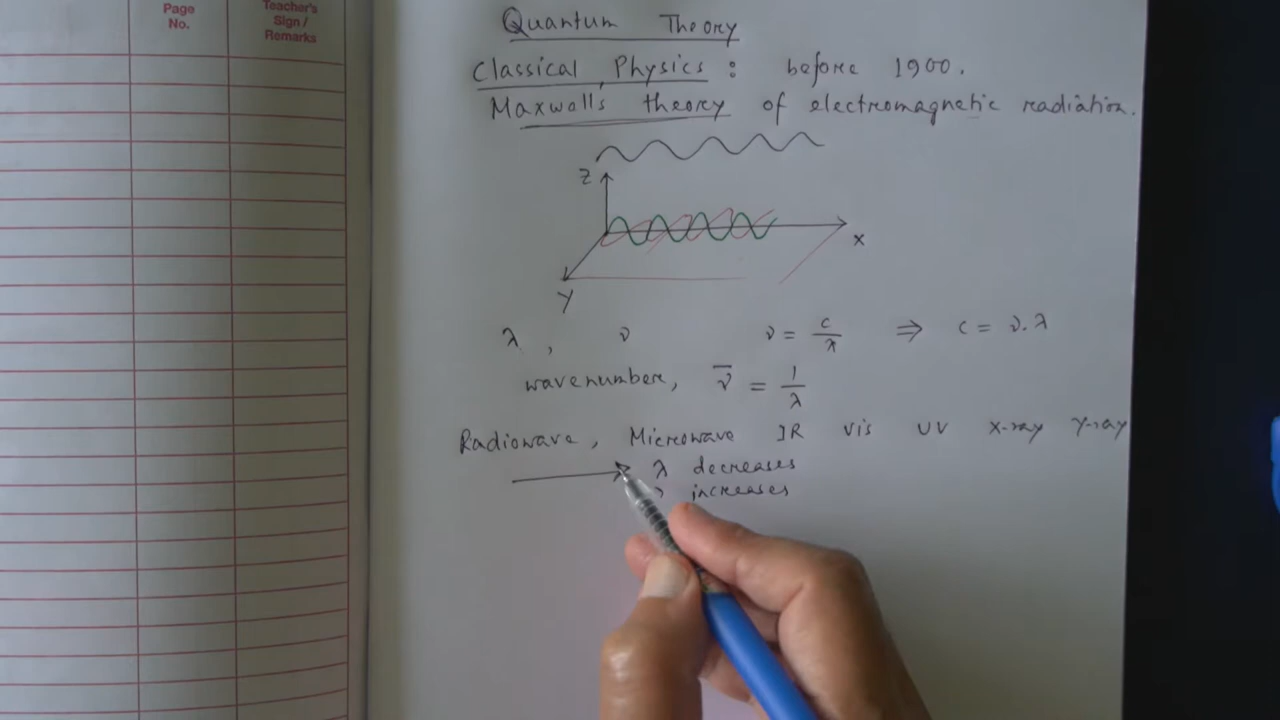 Page No.
Teacher's Sign / Remarks
Quantum Theory
Classical Physics : before 1900.
Maxwall's theory of electromagnetic radiation.
Z
x
y
λ , ν ν = c/λ ⇒ c = ν.λ
wavenumber, ν̅ = 1/λ
Radiowave, Microwave IR Vis UV X-ray γ-ray
→ λ decreases
increases